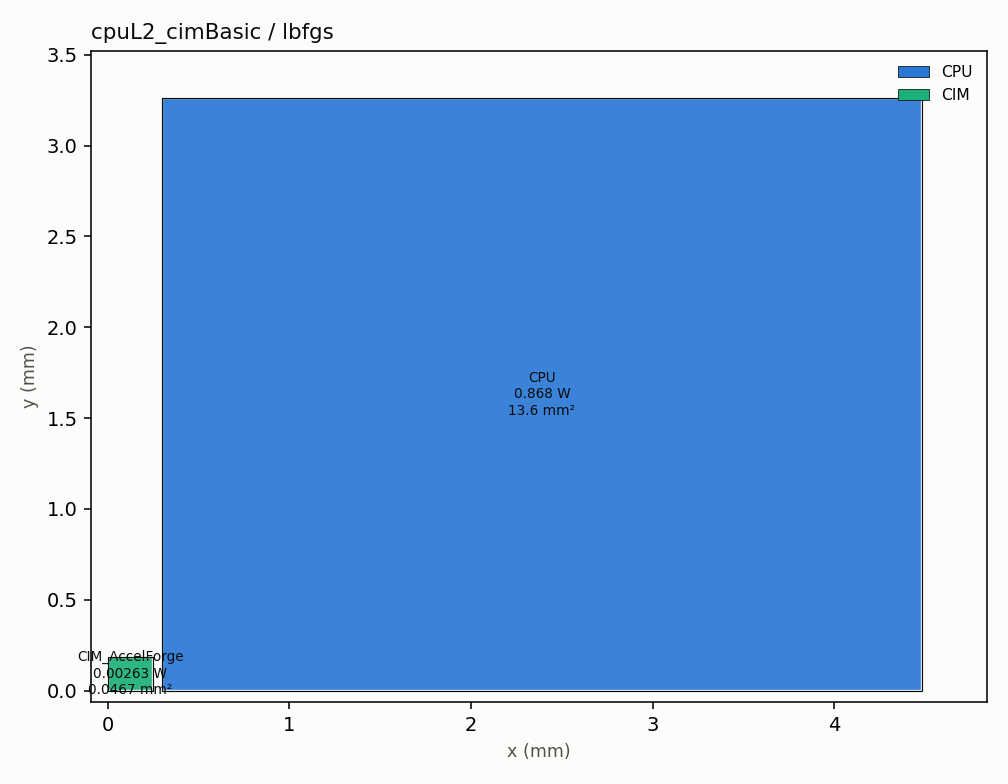 cpuL2_cimBasic / lbfgs
CPU
CIM
3.5
3.0
2.5
2.0
1.5
1.0
0.5
0.0
y (mm)
CPU
0.868 W
13.6 mm²
CIM_AccelForge
0.00263 W
0.0467 mm²
0
1
2
3
4
x (mm)